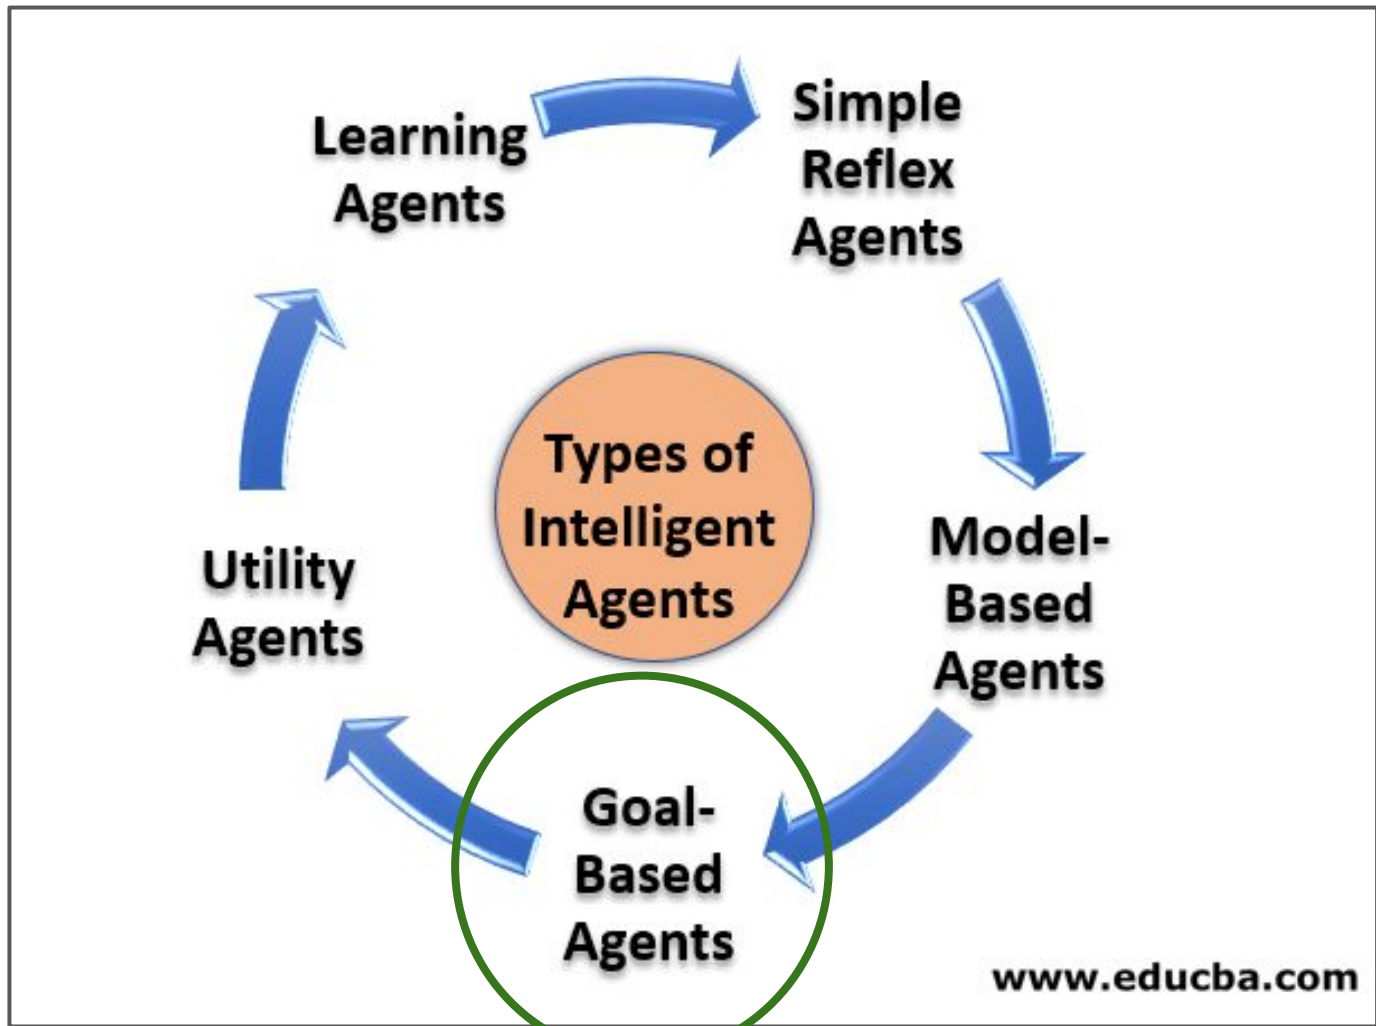 Learning
Agents
Simple
Reflex
Agents
Types of
Intelligent
Agents
Model-
Based
Agents
Utility
Agents
Goal-
Based
Agents
www.educba.com